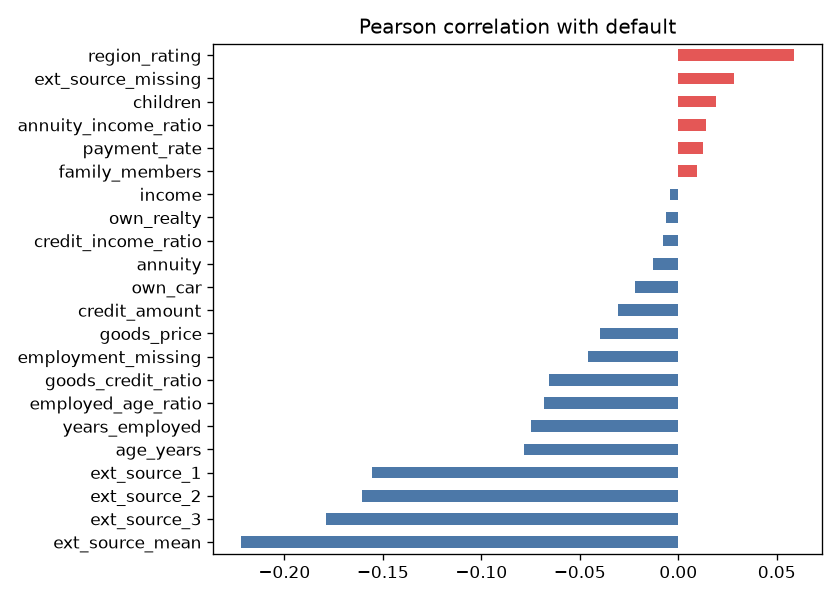 Pearson correlation with default
region_rating
ext_source_missing
children
annuity_income_ratio
payment_rate
family_members
income
own_realty
credit_income_ratio
annuity
own_car
credit_amount
goods_price
employment_missing
goods_credit_ratio
employed_age_ratio
years_employed
age_years
ext_source_1
ext_source_2
ext_source_3
ext_source_mean
−0.20 −0.15 −0.10 −0.05 0.00 0.05